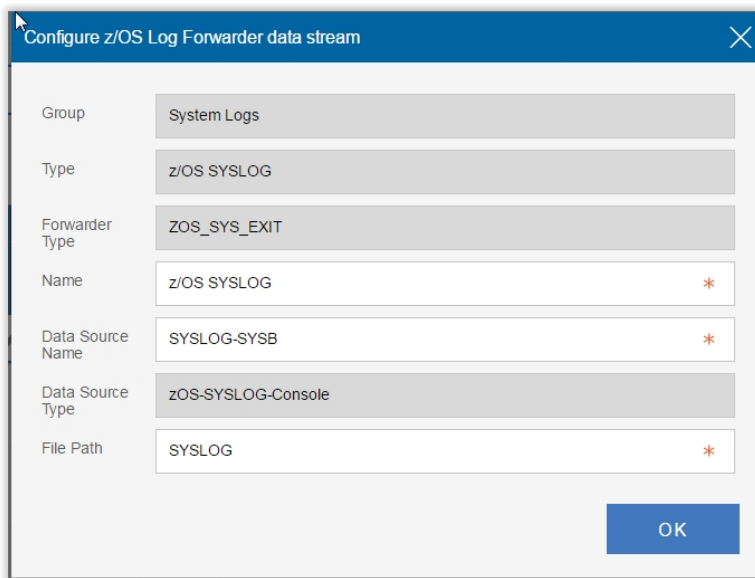 Configure z/OS Log Forwarder data stream
Group
System Logs
Type
z/OS SYSLOG
Forwarder
Type
ZOS_SYS_EXIT
Name
z/OS SYSLOG
*
Data Source
Name
SYSLOG-SYSB
*
Data Source
Type
zOS-SYSLOG-Console
File Path
SYSLOG
*
OK